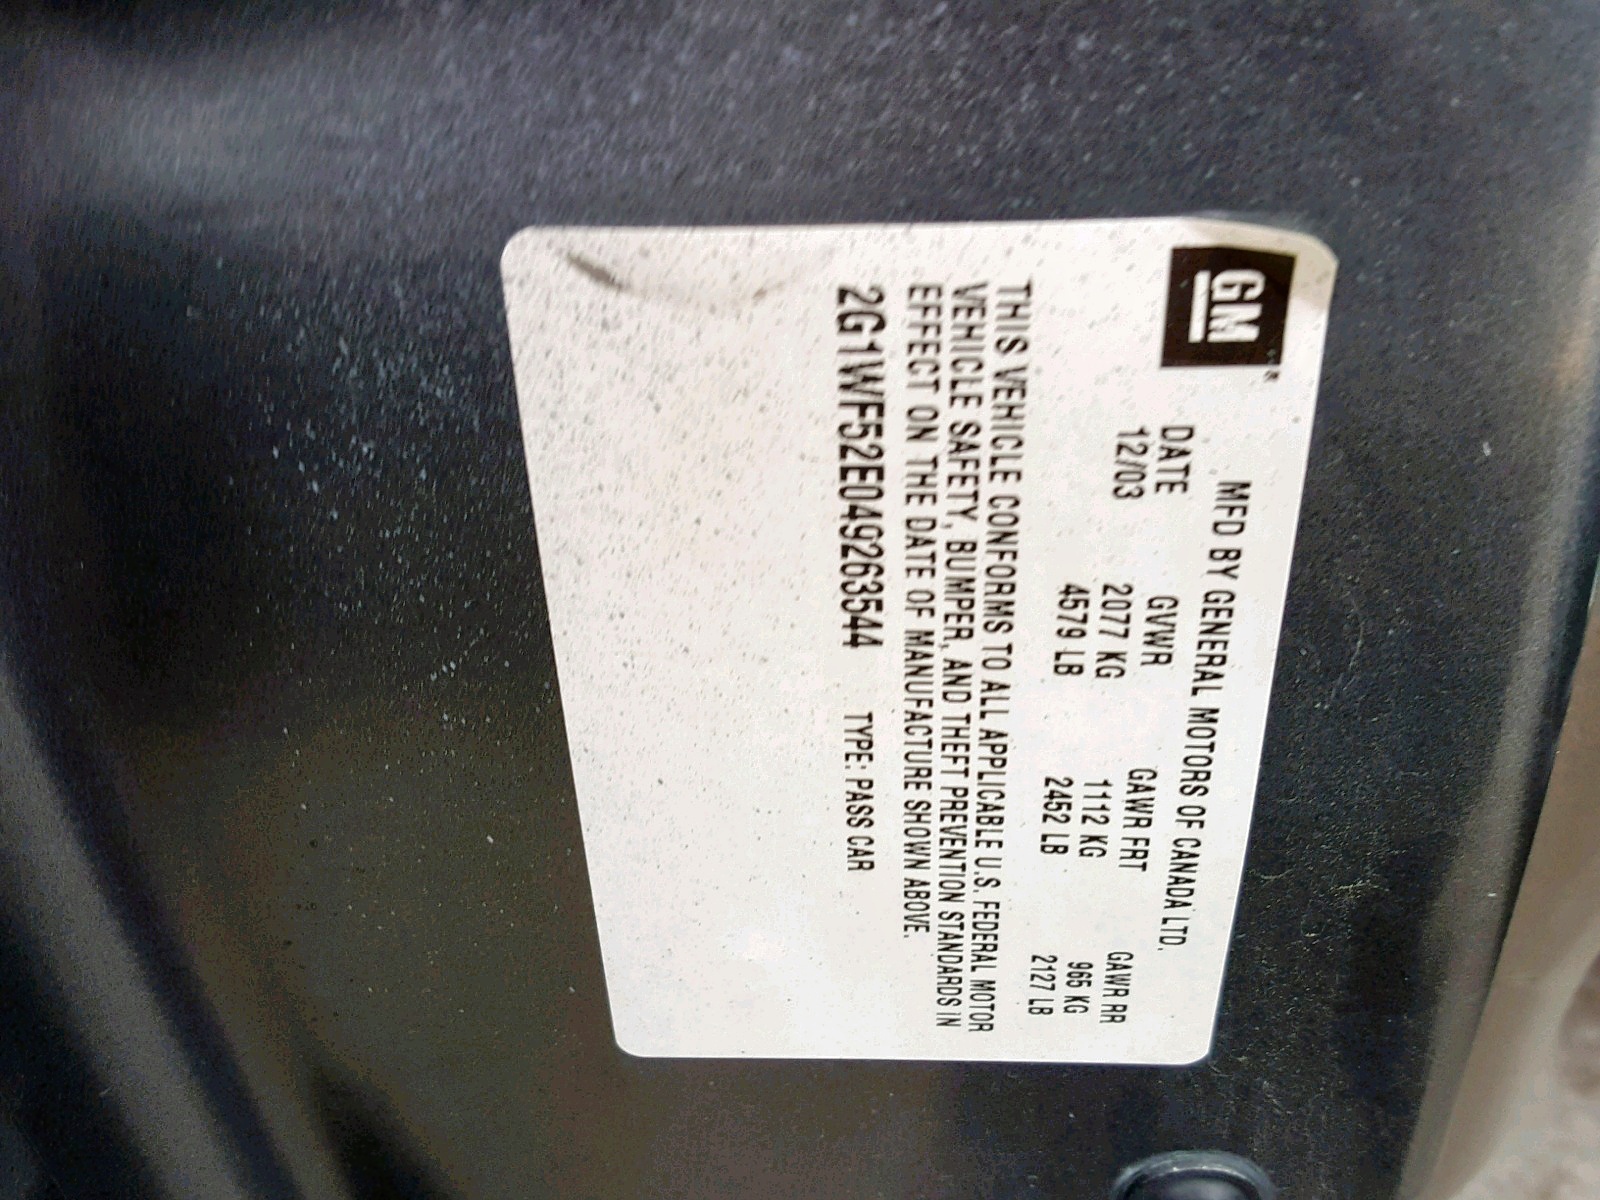 GM®
MFD BY GENERAL MOTORS OF CANADA LTD.
DATE GVWR GAWR FRT GAWR RR
12/03 2077 KG 1112 KG 965 KG
4579 LB 2452 LB 2127 LB
THIS VEHICLE CONFORMS TO ALL APPLICABLE U.S. FEDERAL MOTOR
VEHICLE SAFETY, BUMPER, AND THEFT PREVENTION STANDARDS IN
EFFECT ON THE DATE OF MANUFACTURE SHOWN ABOVE.
2G1WF52E049263544 TYPE: PASS CAR